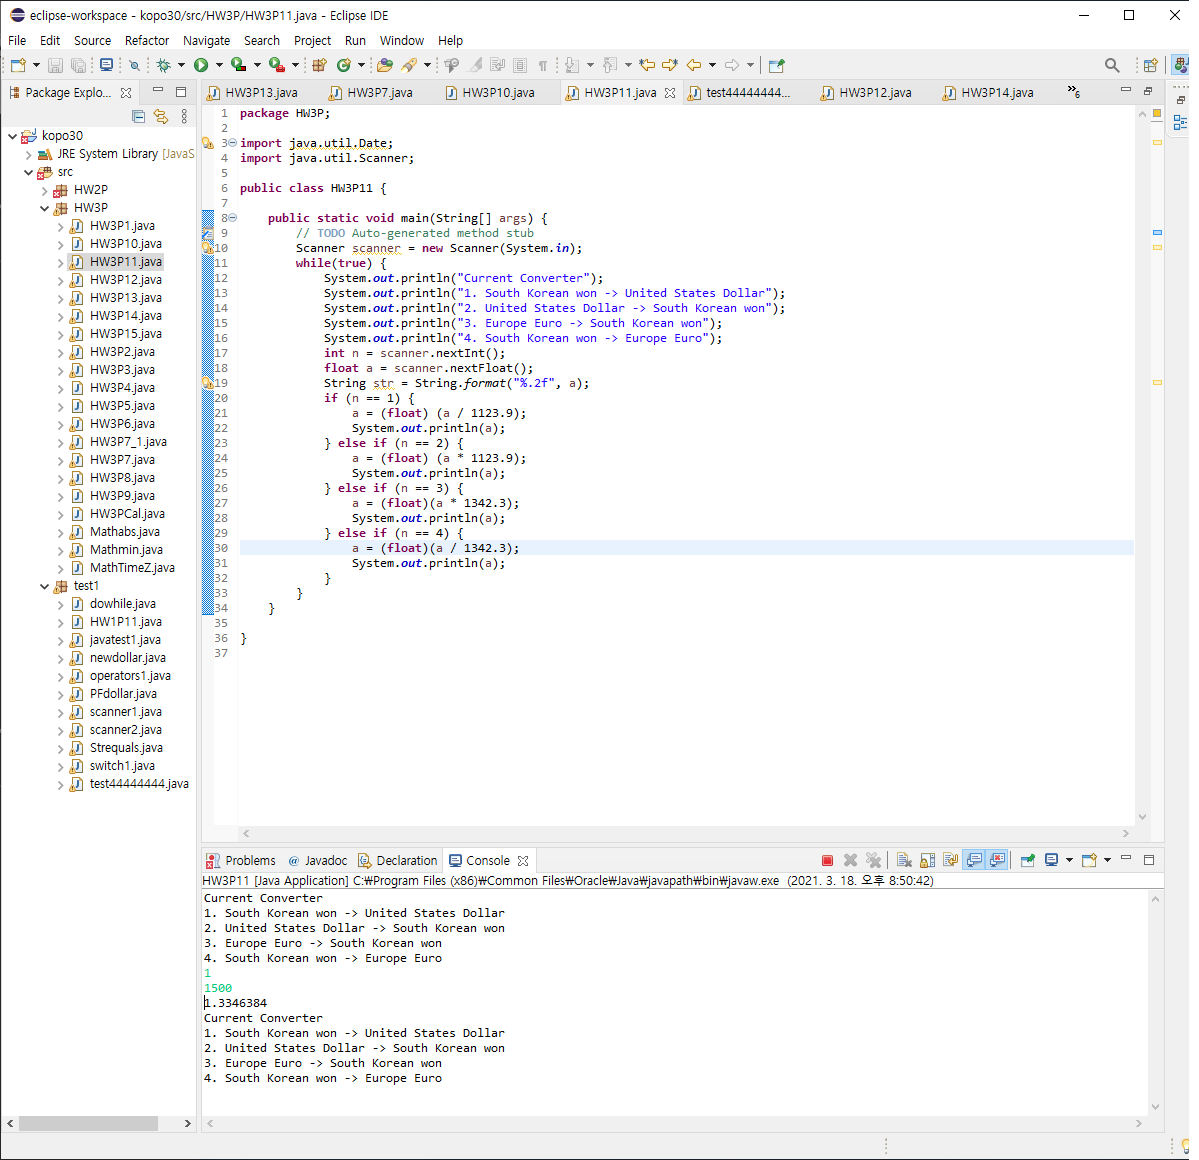 eclipse-workspace - kopo30/src/HW3P/HW3P11.java - Eclipse IDE
File Edit Source Refactor Navigate Search Project Run Window Help
Package Explo...
HW3P13.java HW3P7.java HW3P10.java HW3P11.java test44444444... HW3P12.java HW3P14.java »6
kopo30
JRE System Library [JavaS
src
HW2P
HW3P
HW3P1.java
HW3P10.java
HW3P11.java
HW3P12.java
HW3P13.java
HW3P14.java
HW3P15.java
HW3P2.java
HW3P3.java
HW3P4.java
HW3P5.java
HW3P6.java
HW3P7_1.java
HW3P7.java
HW3P8.java
HW3P9.java
HW3PCal.java
Mathabs.java
Mathmin.java
MathTimeZ.java
test1
dowhile.java
HW1P11.java
javatest1.java
newdollar.java
operators1.java
PFdollar.java
scanner1.java
scanner2.java
Strequals.java
switch1.java
test44444444.java
1 package HW3P;
2
3 import java.util.Date;
4 import java.util.Scanner;
5
6 public class HW3P11 {
7
8 public static void main(String[] args) {
9 // TODO Auto-generated method stub
10 Scanner scanner = new Scanner(System.in);
11 while(true) {
12 System.out.println("Current Converter");
13 System.out.println("1. South Korean won -> United States Dollar");
14 System.out.println("2. United States Dollar -> South Korean won");
15 System.out.println("3. Europe Euro -> South Korean won");
16 System.out.println("4. South Korean won -> Europe Euro");
17 int n = scanner.nextInt();
18 float a = scanner.nextFloat();
19 String str = String.format("%.2f", a);
20 if (n == 1) {
21 a = (float) (a / 1123.9);
22 System.out.println(a);
23 } else if (n == 2) {
24 a = (float) (a * 1123.9);
25 System.out.println(a);
26 } else if (n == 3) {
27 a = (float)(a * 1342.3);
28 System.out.println(a);
29 } else if (n == 4) {
30 a = (float)(a / 1342.3);
31 System.out.println(a);
32 }
33 }
34 }
35
36 }
37
Problems @ Javadoc Declaration Console
HW3P11 [Java Application] C:₩Program Files (x86)₩Common Files₩Oracle₩Java₩javapath₩bin₩javaw.exe (2021. 3. 18. 오후 8:50:42)
Current Converter
1. South Korean won -> United States Dollar
2. United States Dollar -> South Korean won
3. Europe Euro -> South Korean won
4. South Korean won -> Europe Euro
1
1500
1.3346384
Current Converter
1. South Korean won -> United States Dollar
2. United States Dollar -> South Korean won
3. Europe Euro -> South Korean won
4. South Korean won -> Europe Euro